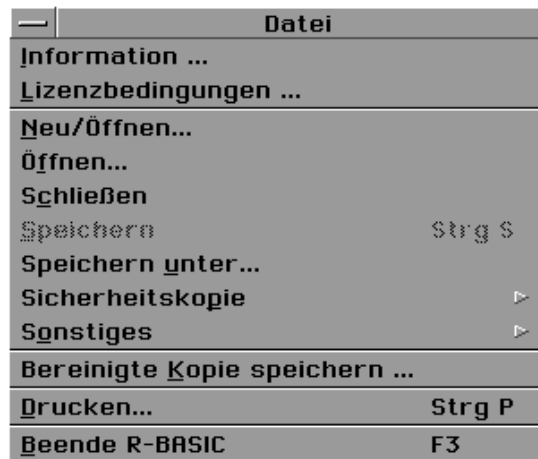 Datei
Information ...
Lizenzbedingungen ...
Neu/Öffnen...
Öffnen...
Schließen
Speichern Strg S
Speichern unter...
Sicherheitskopie
Sonstiges
Bereinigte Kopie speichern ...
Drucken... Strg P
Beende R-BASIC F3